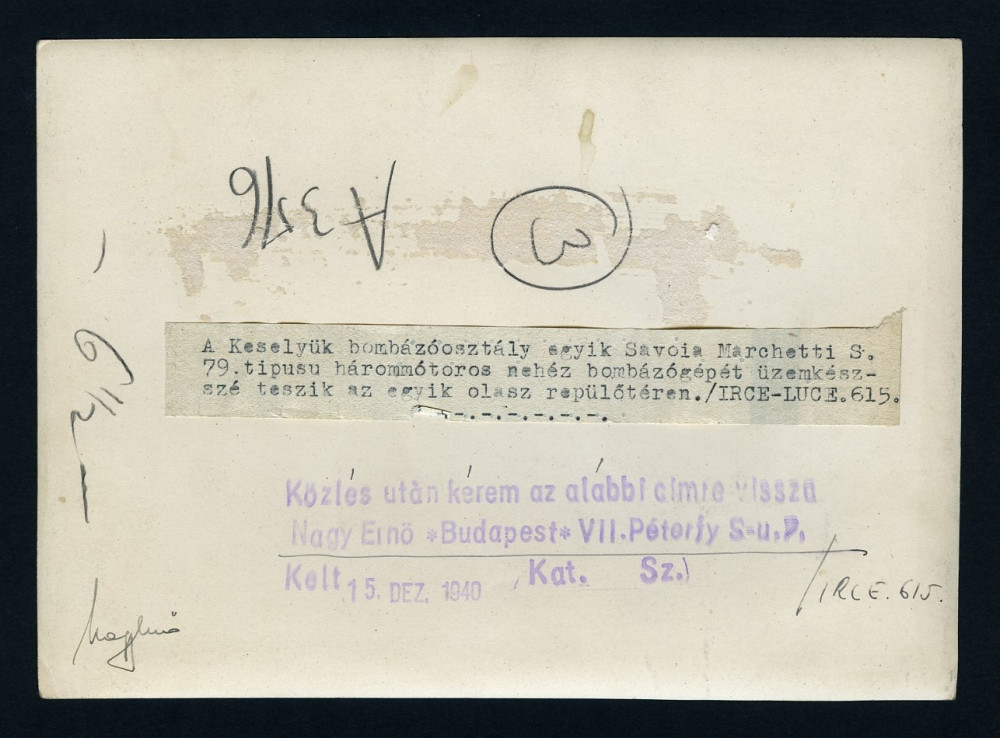 A 35/6
3
A Keselyük bombázóosztály egyik Savoia Marchetti S.
79.tipusu hárommótoros nehéz bombázógépét üzemkész-
szé teszik az egyik olasz repülőtéren./IRCE-LUCE.615.
-.-.-.-.-.-.
Közlés után kérem az alábbi cimre vissza
Nagy Ernö *Budapest* VII.Péterfy S-u.
Kelt 15. DEZ. 1940 Kat. Sz.
IRCE. 615.